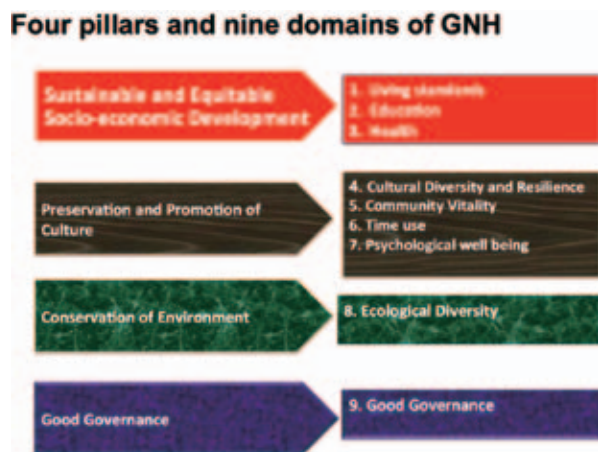 Four pillars and nine domains of GNH
Sustainable and Equitable
Socio-economic Development
1. Living standards
2. Education
3. Health
Preservation and Promotion of
Culture
4. Cultural Diversity and Resilience
5. Community Vitality
6. Time use
7. Psychological well being
Conservation of Environment
8. Ecological Diversity
Good Governance
9. Good Governance